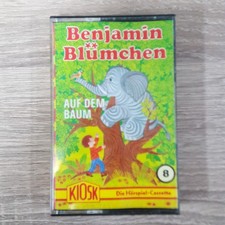 Benjamin
Blümchen
AUF DEM
BAUM
8
KIOSK
Die Hörspiel-Cassette